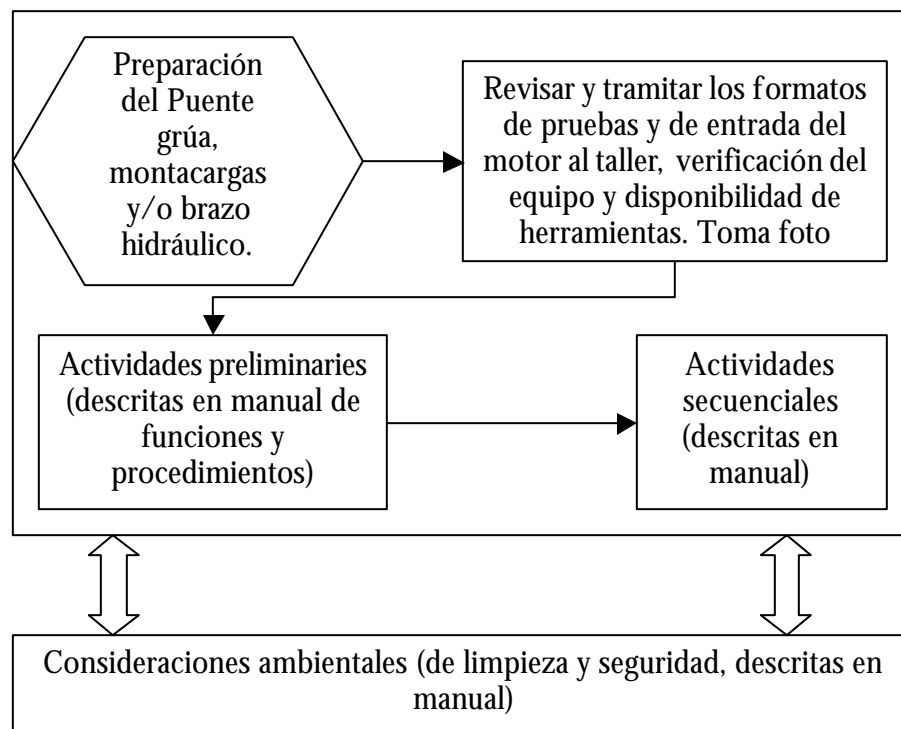 Preparación
del Puente
grúa,
montacargas
y/o brazo
hidráulico.
Revisar y tramitar los formatos
de pruebas y de entrada del
motor al taller, verificación del
equipo y disponibilidad de
herramientas. Toma foto
Actividades preliminaries
(descritas en manual de
funciones y
procedimientos)
Actividades
secuenciales
(descritas en
manual)
Consideraciones ambientales (de limpieza y seguridad, descritas en
manual)